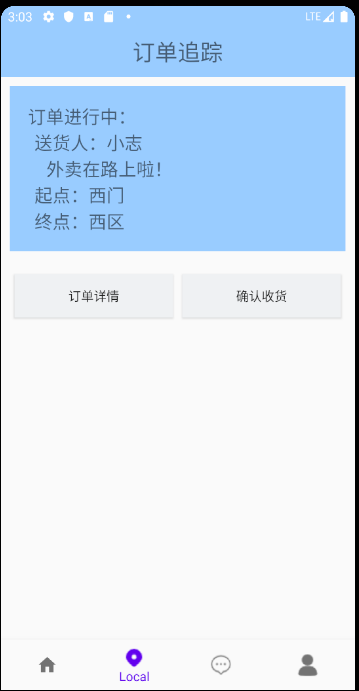 3:03 LTE
订单追踪
订单进行中：
送货人：小志
外卖在路上啦！
起点：西门
终点：西区
订单详情 确认收货
Local